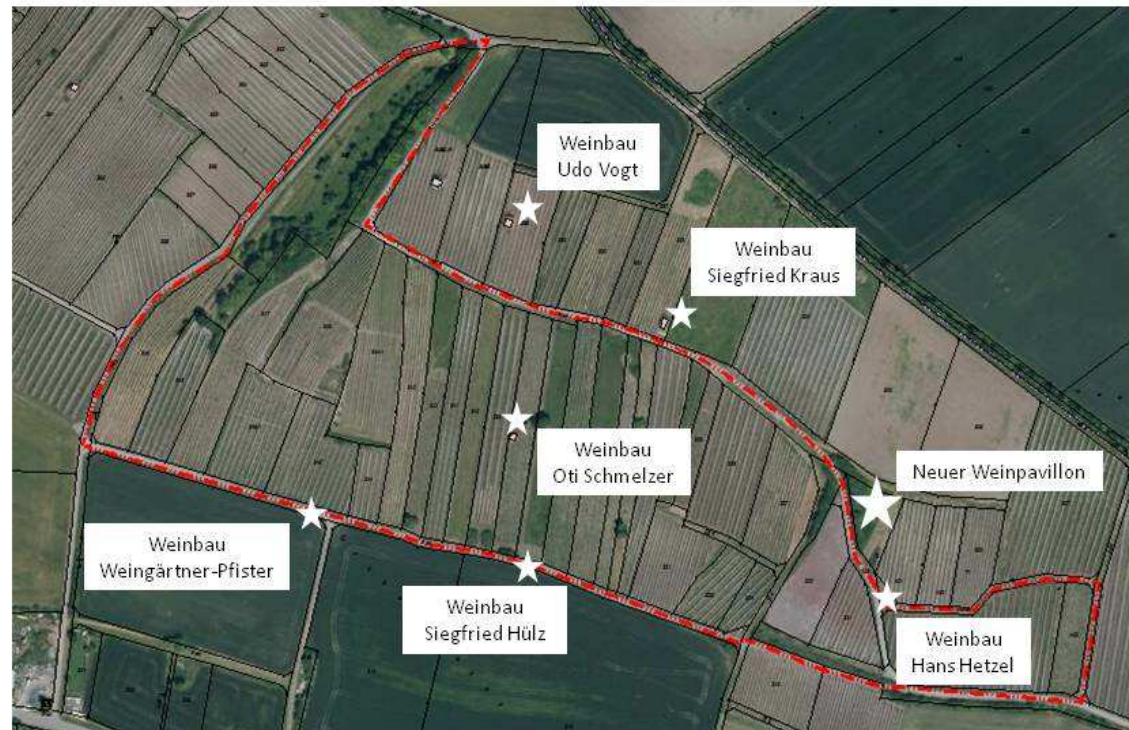 Weinbau
Udo Vogt
Weinbau
Siegfried Kraus
Weinbau
Oti Schmelzer
Neuer Weinpavillon
Weinbau
Weingärtner-Pfister
Weinbau
Siegfried Hülz
Weinbau
Hans Hetzel